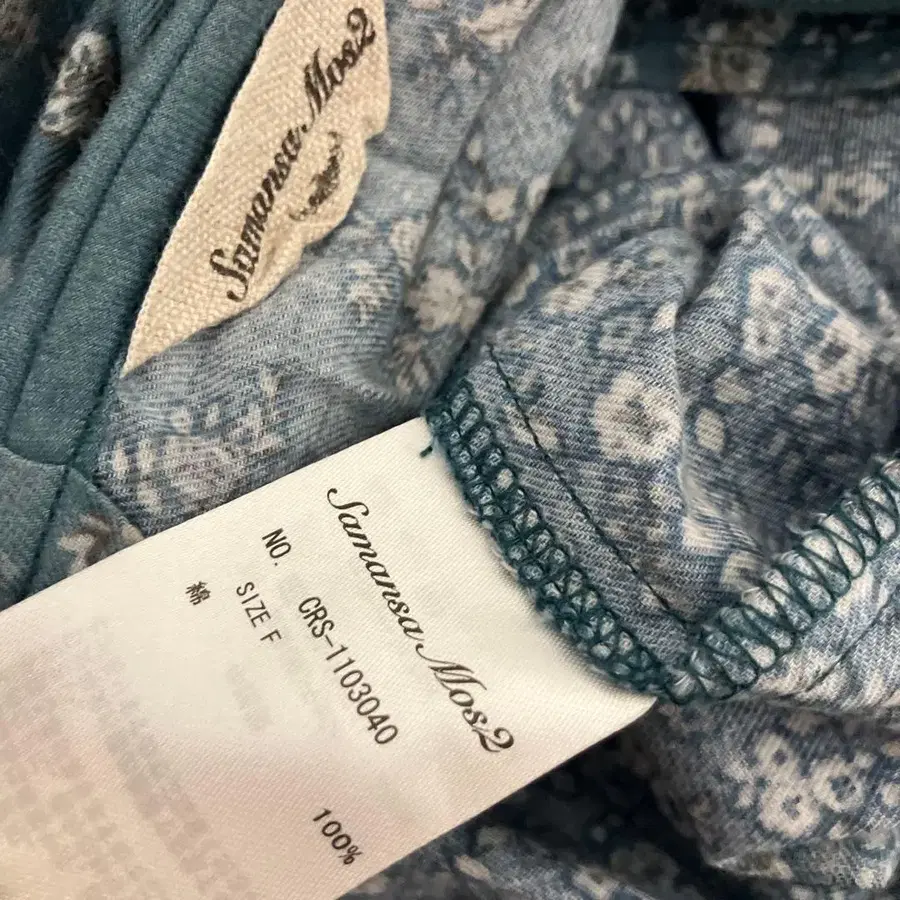 Samansa Mos2
Samansa Mos2
NO. CRS-1103040
SIZE F
綿 100%